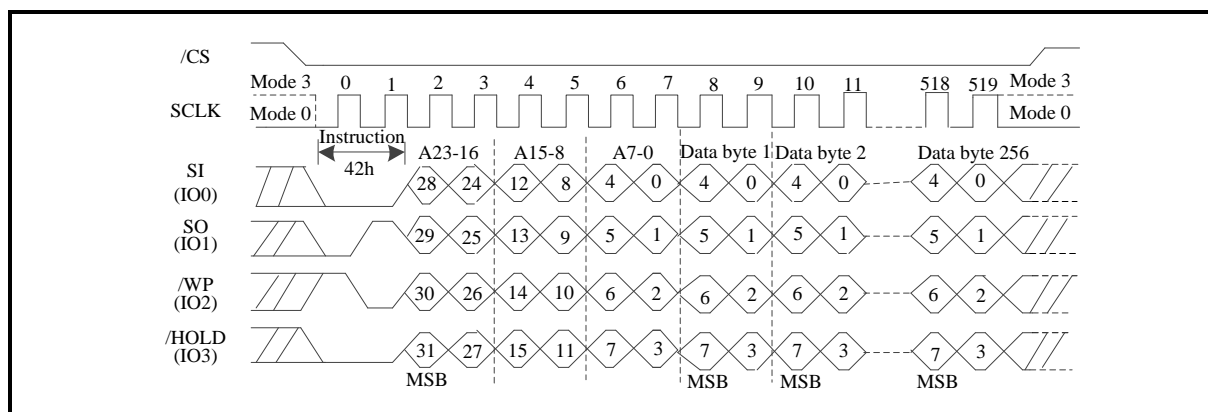 /CS
Mode 3 0 1 2 3 4 5 6 7 8 9 10 11 518 519 Mode 3
SCLK Mode 0 Mode 0
Instruction A23-16 A15-8 A7-0 Data byte 1 Data byte 2 Data byte 256
42h
SI (IO0) 28 24 12 8 4 0 4 0 4 0 4 0
SO (IO1) 29 25 13 9 5 1 5 1 5 1 5 1
/WP (IO2) 30 26 14 10 6 2 6 2 6 2 6 2
/HOLD (IO3) 31 27 15 11 7 3 7 3 7 3 7 3
MSB MSB MSB MSB